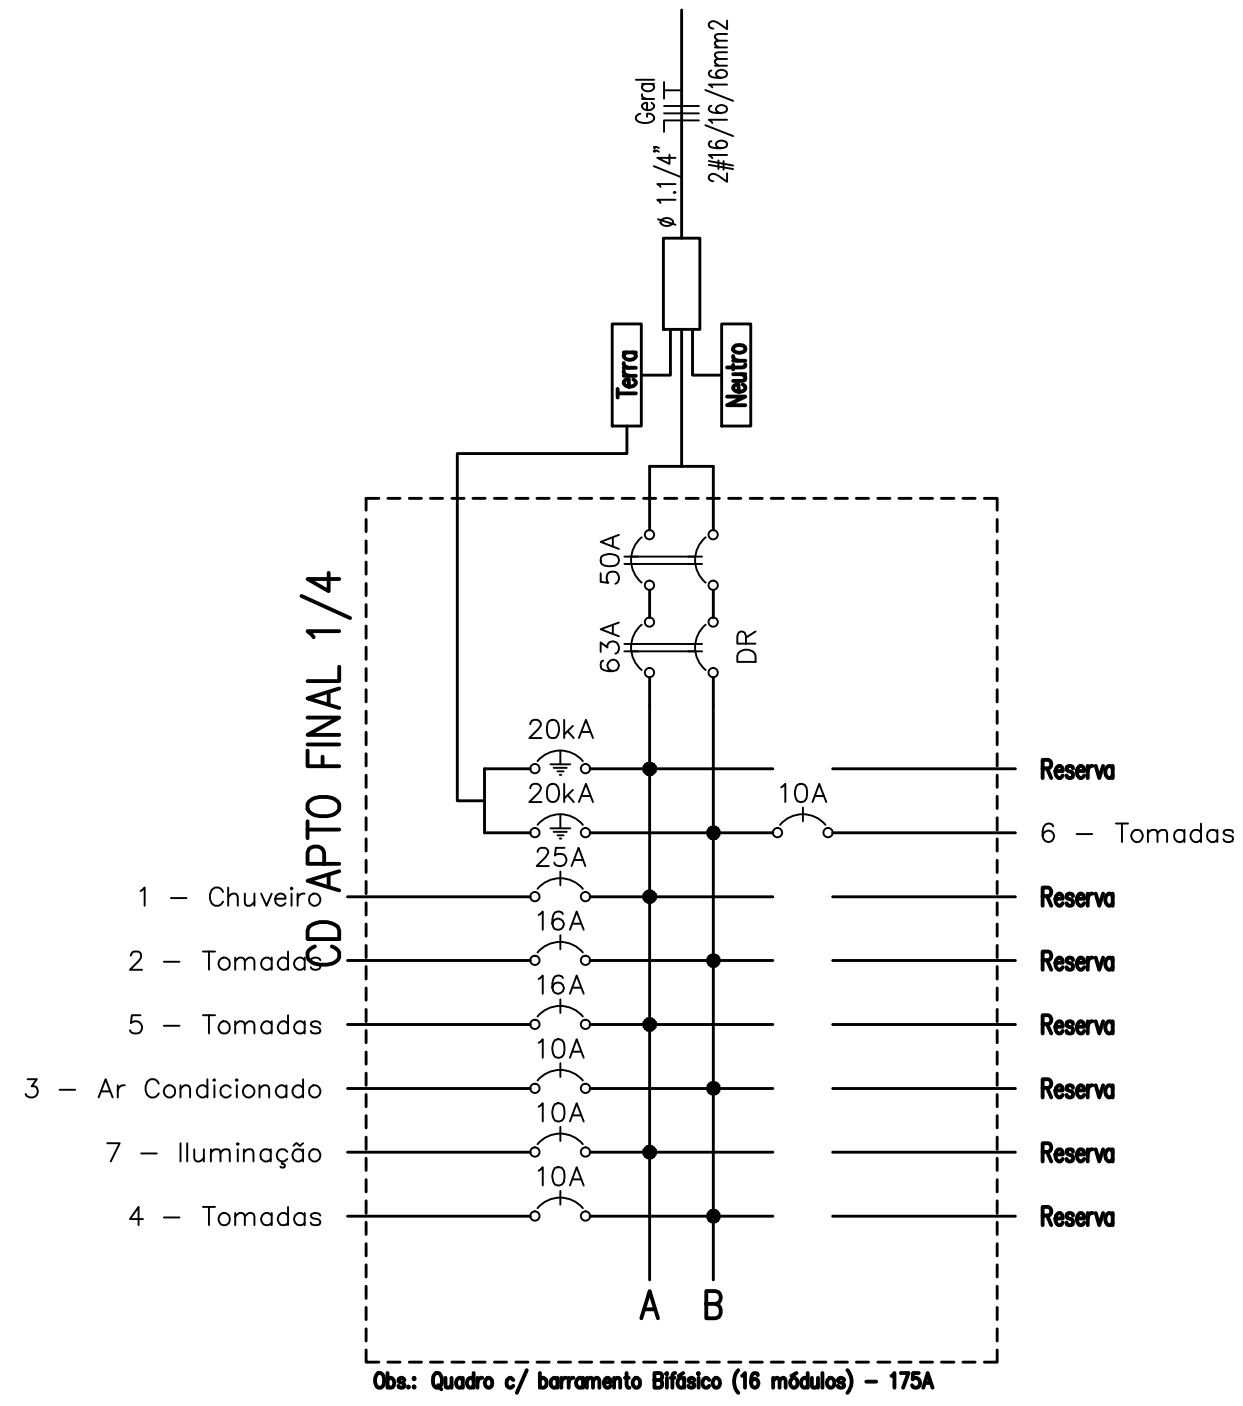 Geral
2#16/16/16mm2
ø 1.1/4"
Terra
Neutro
CD APTO FINAL 1/4
50A
63A
DR
20kA
Reserva
20kA
10A
6 - Tomadas
25A
1 - Chuveiro
Reserva
16A
2 - Tomadas
Reserva
16A
5 - Tomadas
Reserva
10A
3 - Ar Condicionado
Reserva
10A
7 - Iluminação
Reserva
10A
4 - Tomadas
Reserva
A B
Obs.: Quadro c/ barramento Bifásico (16 módulos) - 175A